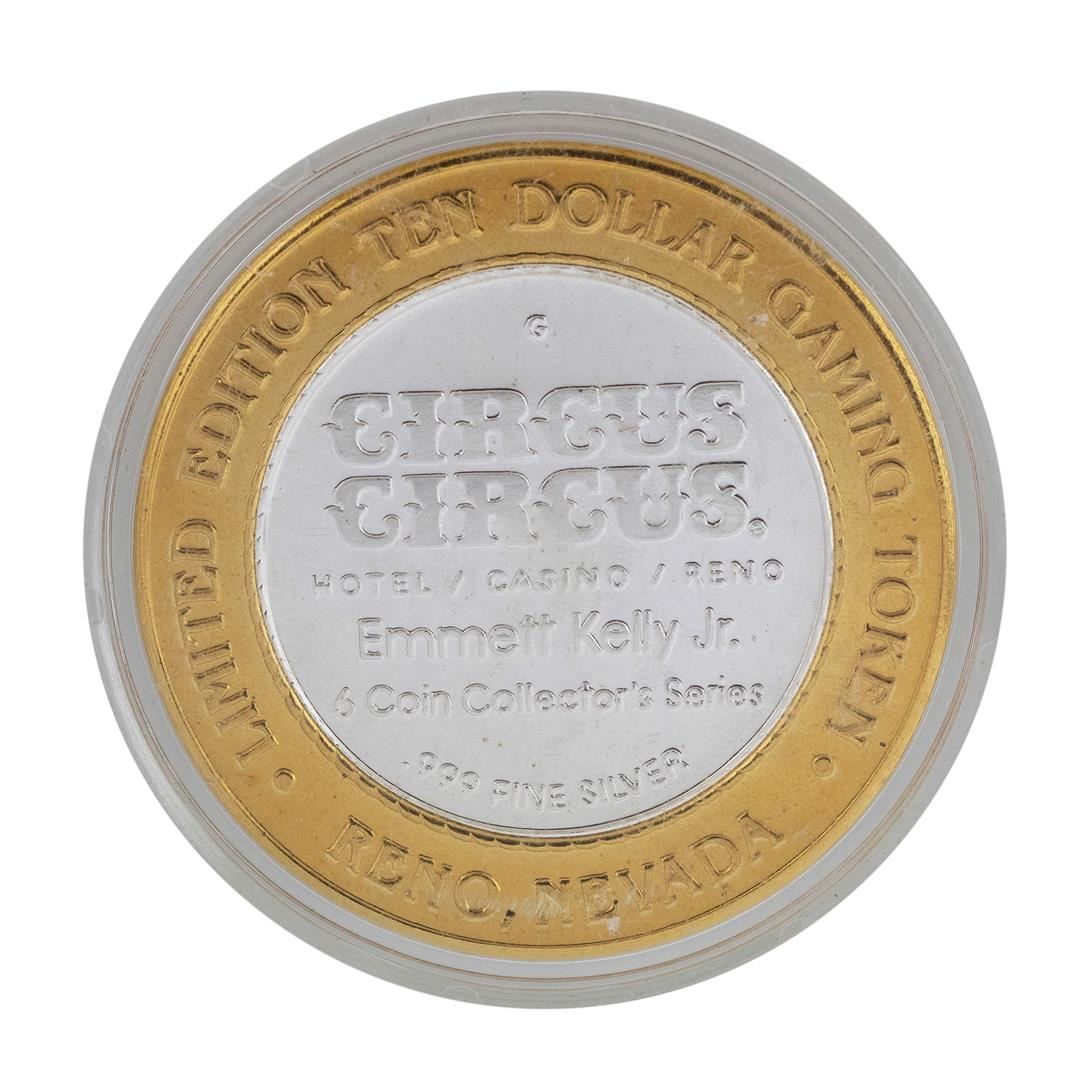 LIMITED EDITION TEN DOLLAR GAMING TOKEN
G
CIRCUS
CIRCUS.®
HOTEL / CASINO / RENO
Emmett Kelly Jr.
6 Coin Collector's Series
.999 FINE SILVER
• RENO, NEVADA •